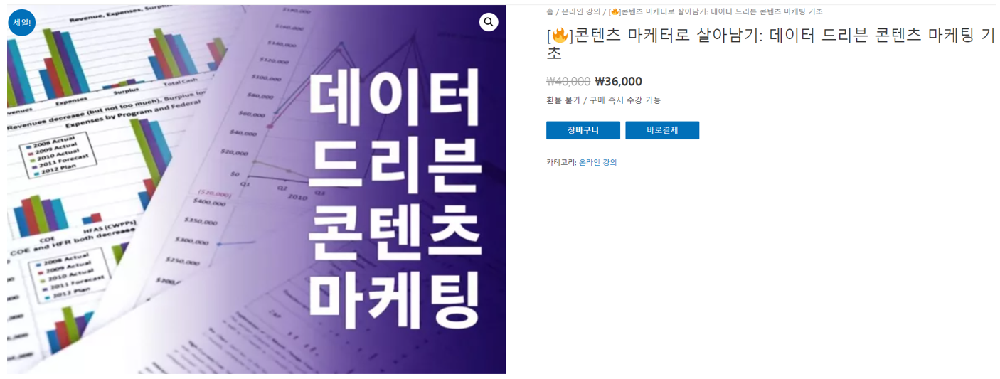 세일!
Revenue, Expenses, Surplus
Expenses
Surplus
Total Cash
Revenues decrease (but not too much), Surplus
Expenses by Program and Federal
2008 Actual
2009 Actual
2010 Actual
2011 Forecast
2012 Plan
COE
HFAS (CWPPs)
COE and HFR both decrease
2008 Actual
2009 Actual
2010 Actual
2011 Forecast
2012 Plan
$180,000
$160,000
$140,000
$120,000
$100,000
$80,000
$60,000
$40,000
$20,000
$0
Q1
Q2
Q3
2010
($20,000)
$400,000
$350,000
$300,000
$250,000
데이터
드리븐
콘텐츠
마케팅
홈 / 온라인 강의 / [🔥]콘텐츠 마케터로 살아남기: 데이터 드리븐 콘텐츠 마케팅 기초
[🔥]콘텐츠 마케터로 살아남기: 데이터 드리븐 콘텐츠 마케팅 기
초
₩40,000 ₩36,000
환불 불가 / 구매 즉시 수강 가능
장바구니 바로결제
카테고리: 온라인 강의